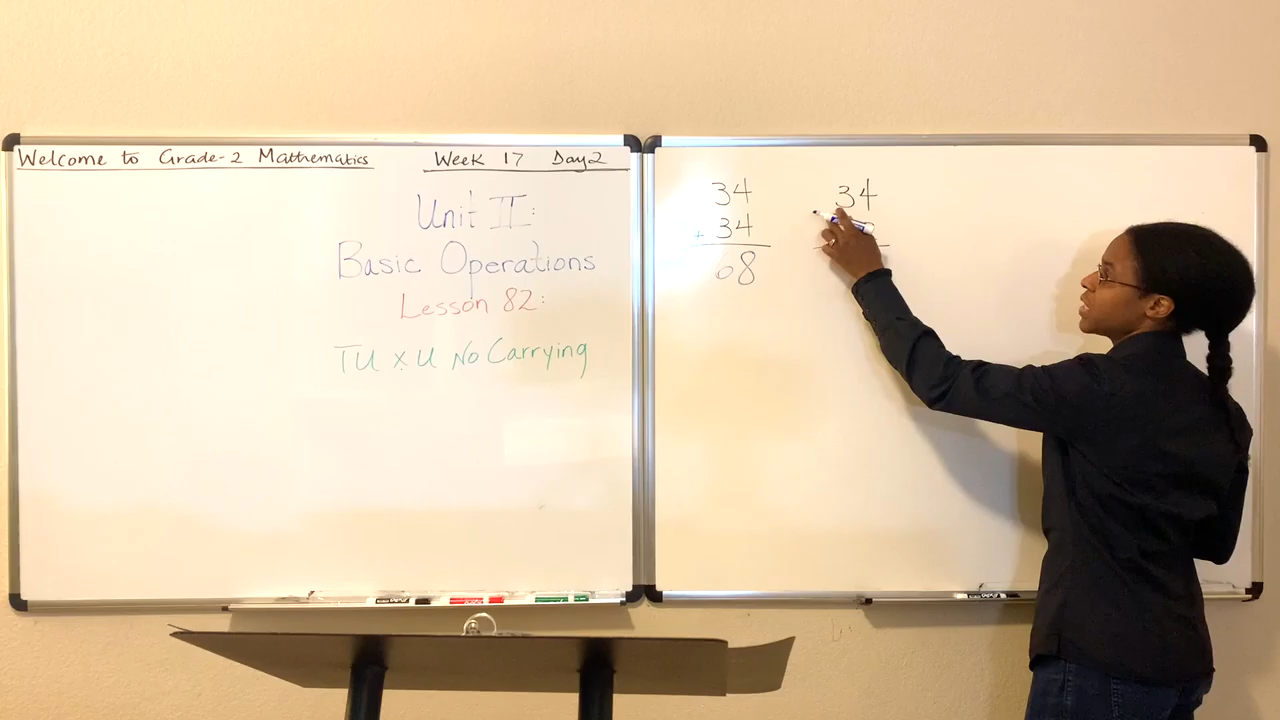 Welcome to Grade-2 Mathematics
Week 17 Day2
Unit II:
Basic Operations
Lesson 82:
TU x U No Carrying
34
+ 34
08
34